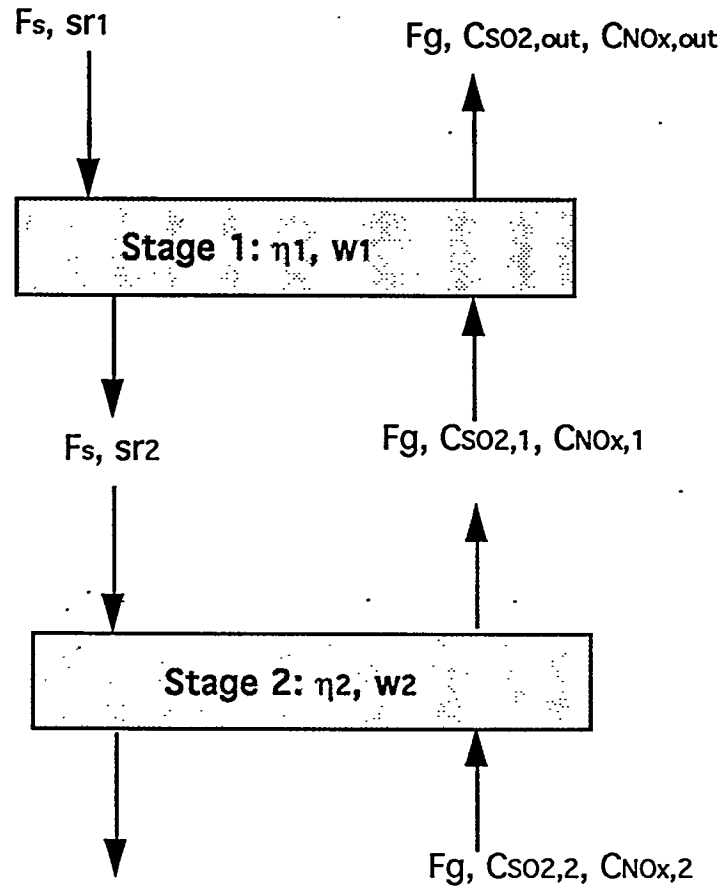 Fs, sr1
Fg, CSO2,out, CNOx,out
Stage 1: η1, w1
Fs, sr2
Fg, CSO2,1, CNOx,1
Stage 2: η2, w2
Fg, CSO2,2, CNOx,2